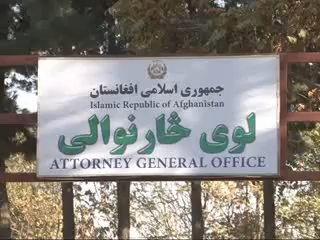 جمهوری اسلامی افغانستان
Islamic Republic of Afghanistan
لوی څارنوالی
ATTORNEY GENERAL OFFICE